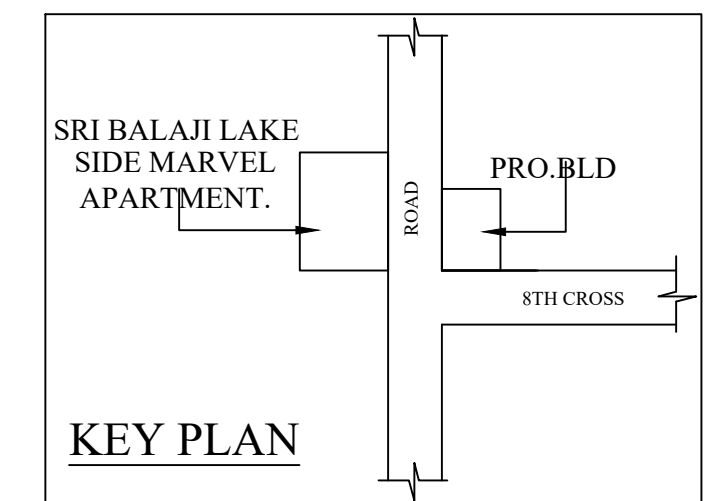 SRI BALAJI LAKE
SIDE MARVEL
APARTMENT.
PRO.BLD
ROAD
8TH CROSS
KEY PLAN